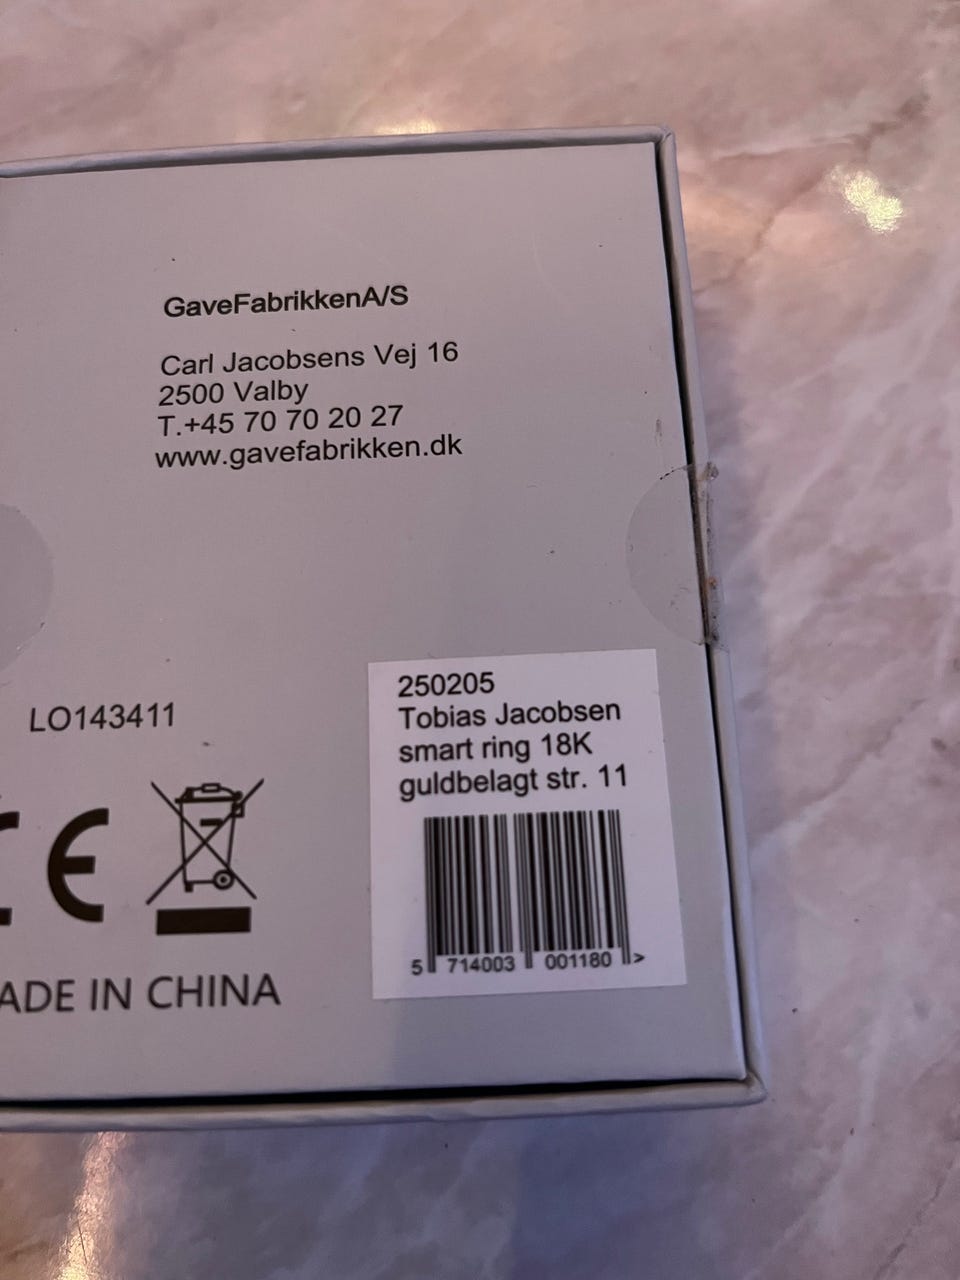 GaveFabrikkenA/S
Carl Jacobsens Vej 16
2500 Valby
T.+45 70 70 20 27
www.gavefabrikken.dk
LO143411
250205
Tobias Jacobsen
smart ring 18K
guldbelagt str. 11
CE
5 714003 001180 >
ADE IN CHINA